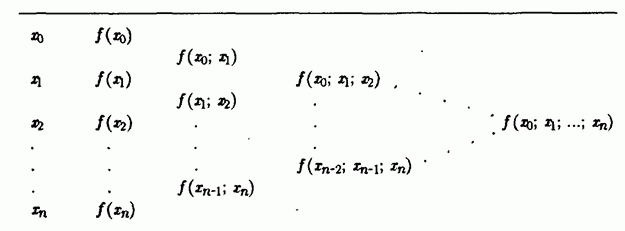 x₀ f(x₀)
f(x₀; x₁)
x₁ f(x₁) f(x₀; x₁; x₂)
f(x₁; x₂)
x₂ f(x₂) . . f(x₀; x₁; ...; xₙ)
. . . .
. . f(xₙ₋₂; xₙ₋₁; xₙ)
. . f(xₙ₋₁; xₙ)
xₙ f(xₙ)